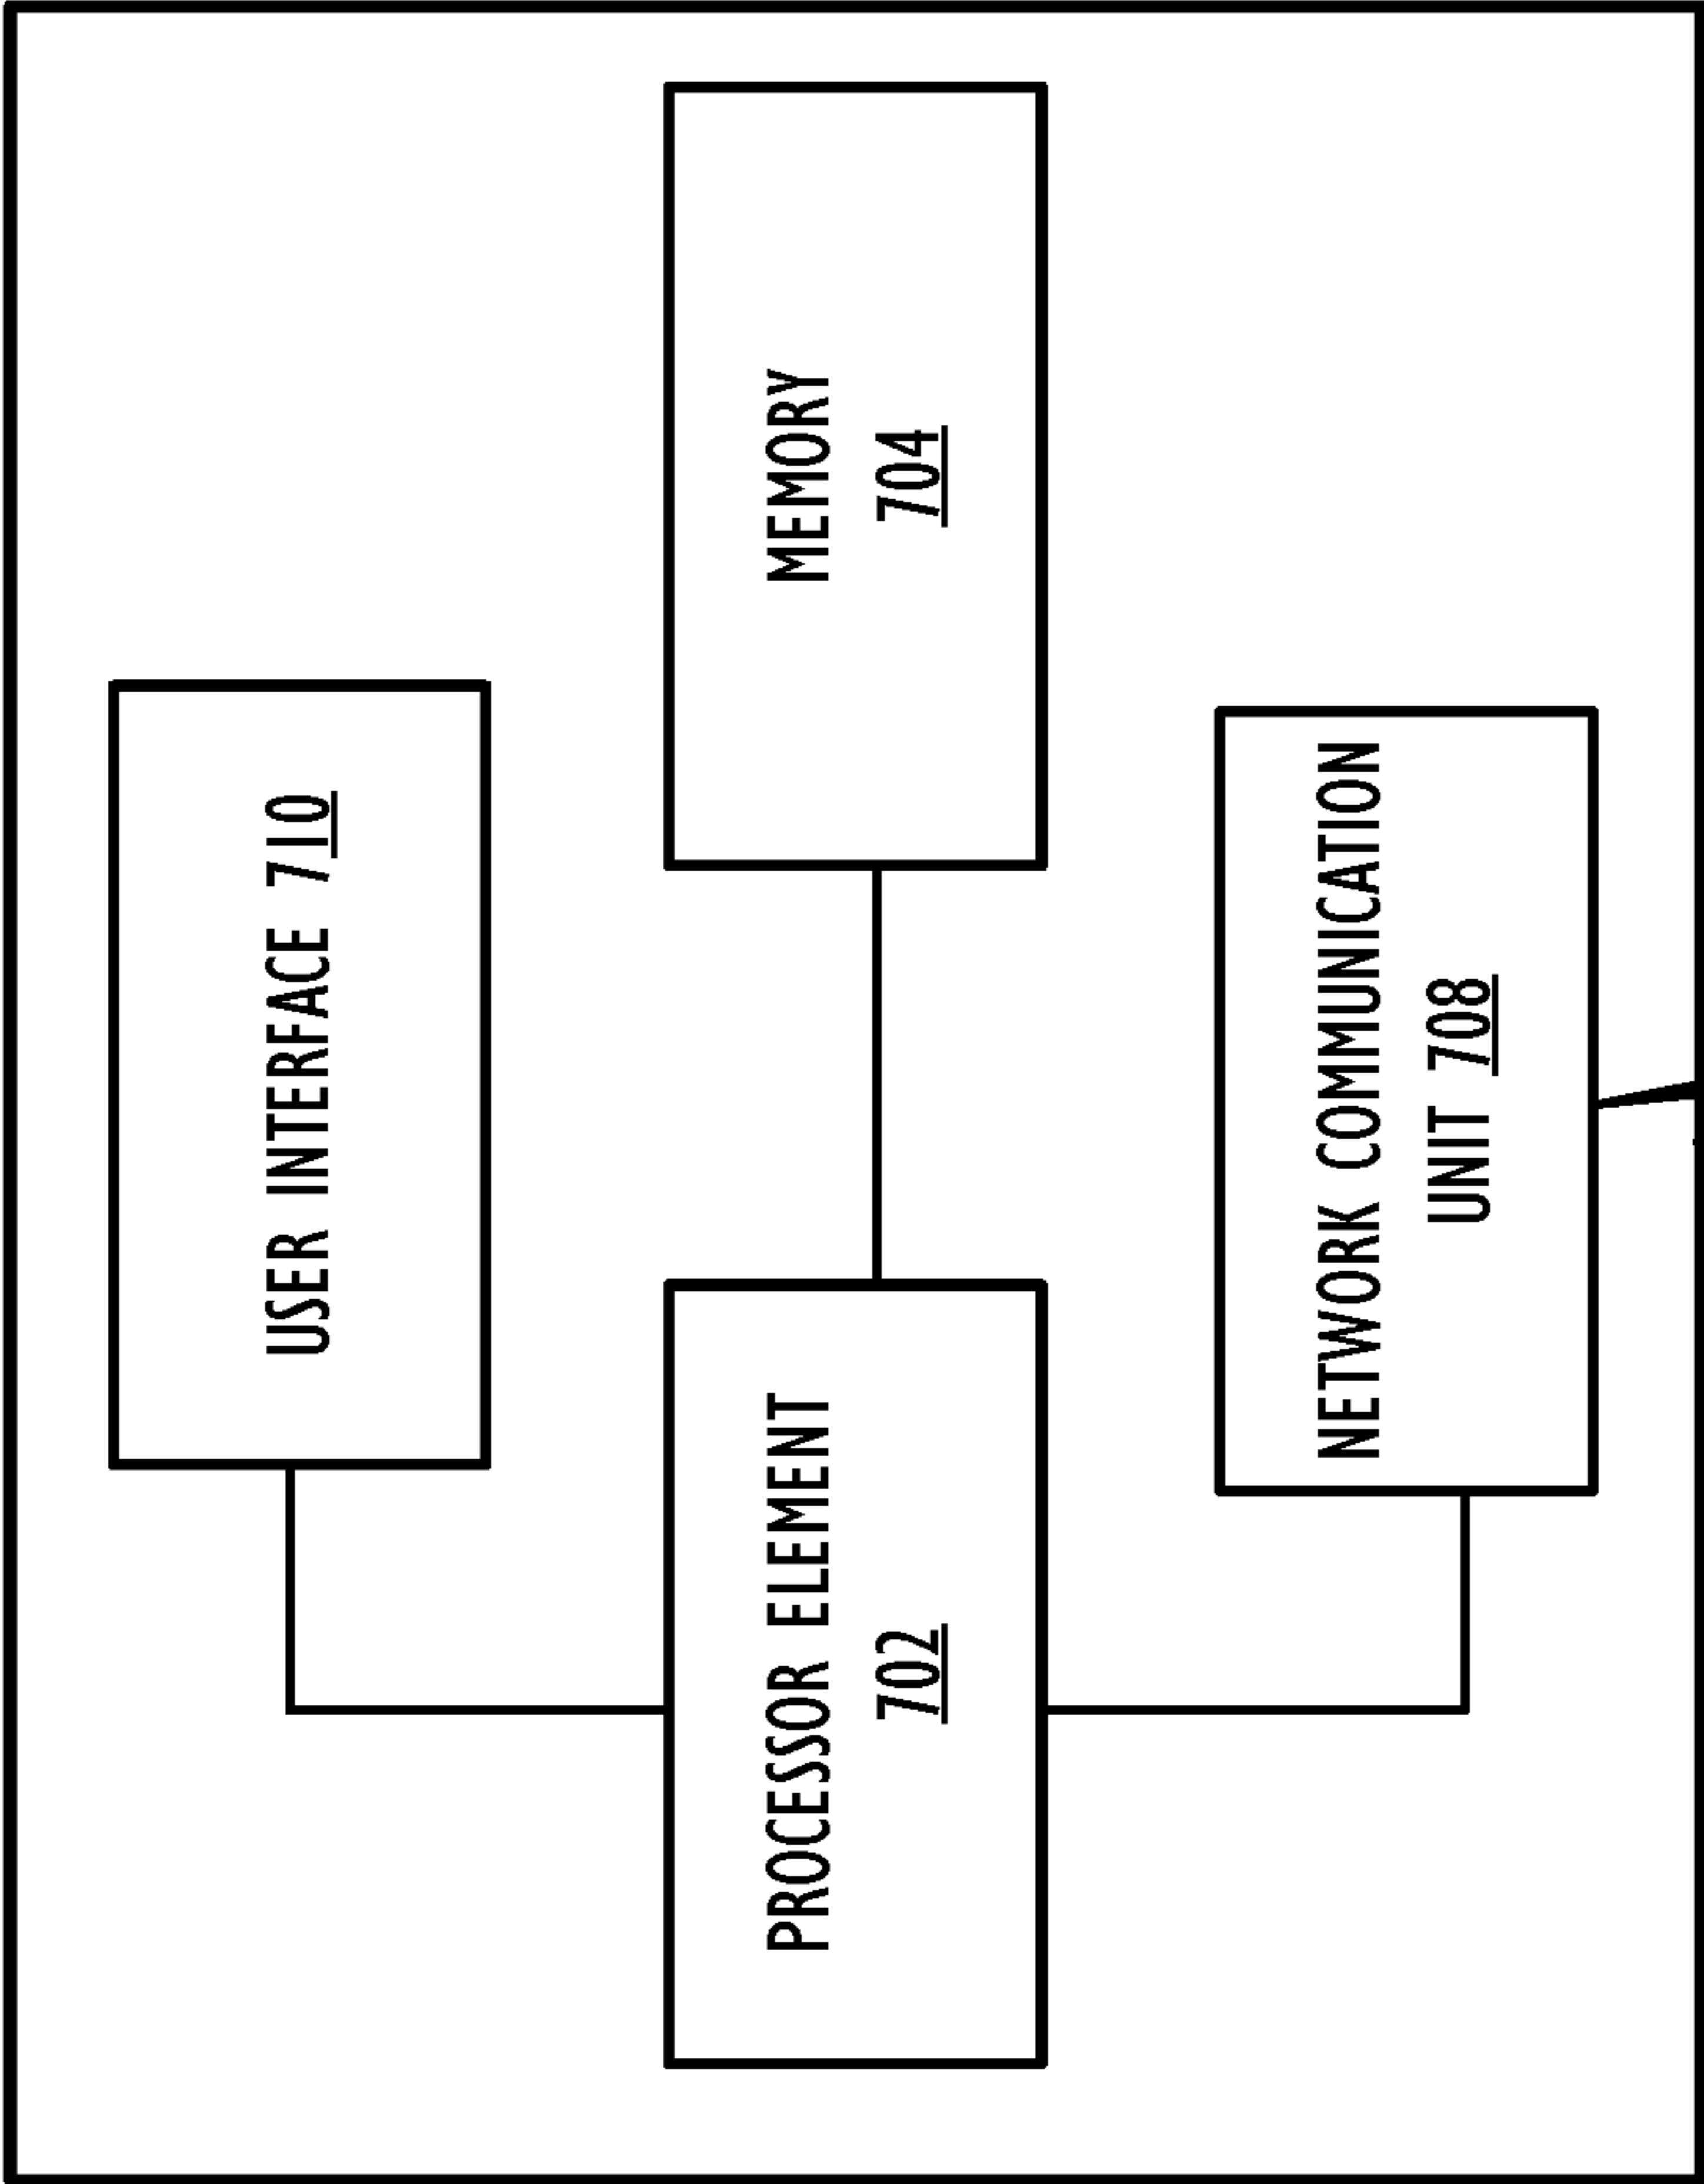 USER INTERFACE 710
PROCESSOR ELEMENT
702
MEMORY
704
NETWORK COMMUNICATION
UNIT 708